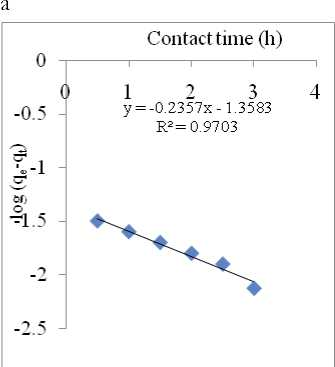 a
Contact time (h)
0
0 1 2 3 4
y = -0.2357x - 1.3583
R² = 0.9703
-0.5
-1
-1.5
-2
-2.5
-log (qe-qt)